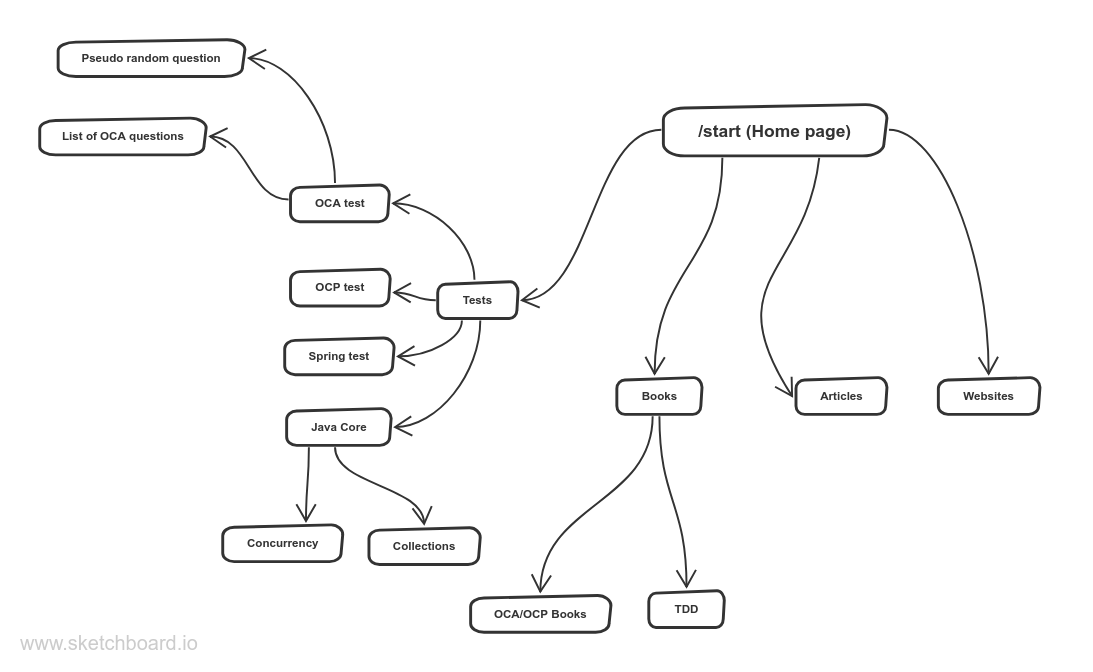 Pseudo random question
List of OCA questions
/start (Home page)
OCA test
OCP test
Tests
Spring test
Books
Articles
Websites
Java Core
Concurrency
Collections
OCA/OCP Books
TDD
www.sketchboard.io